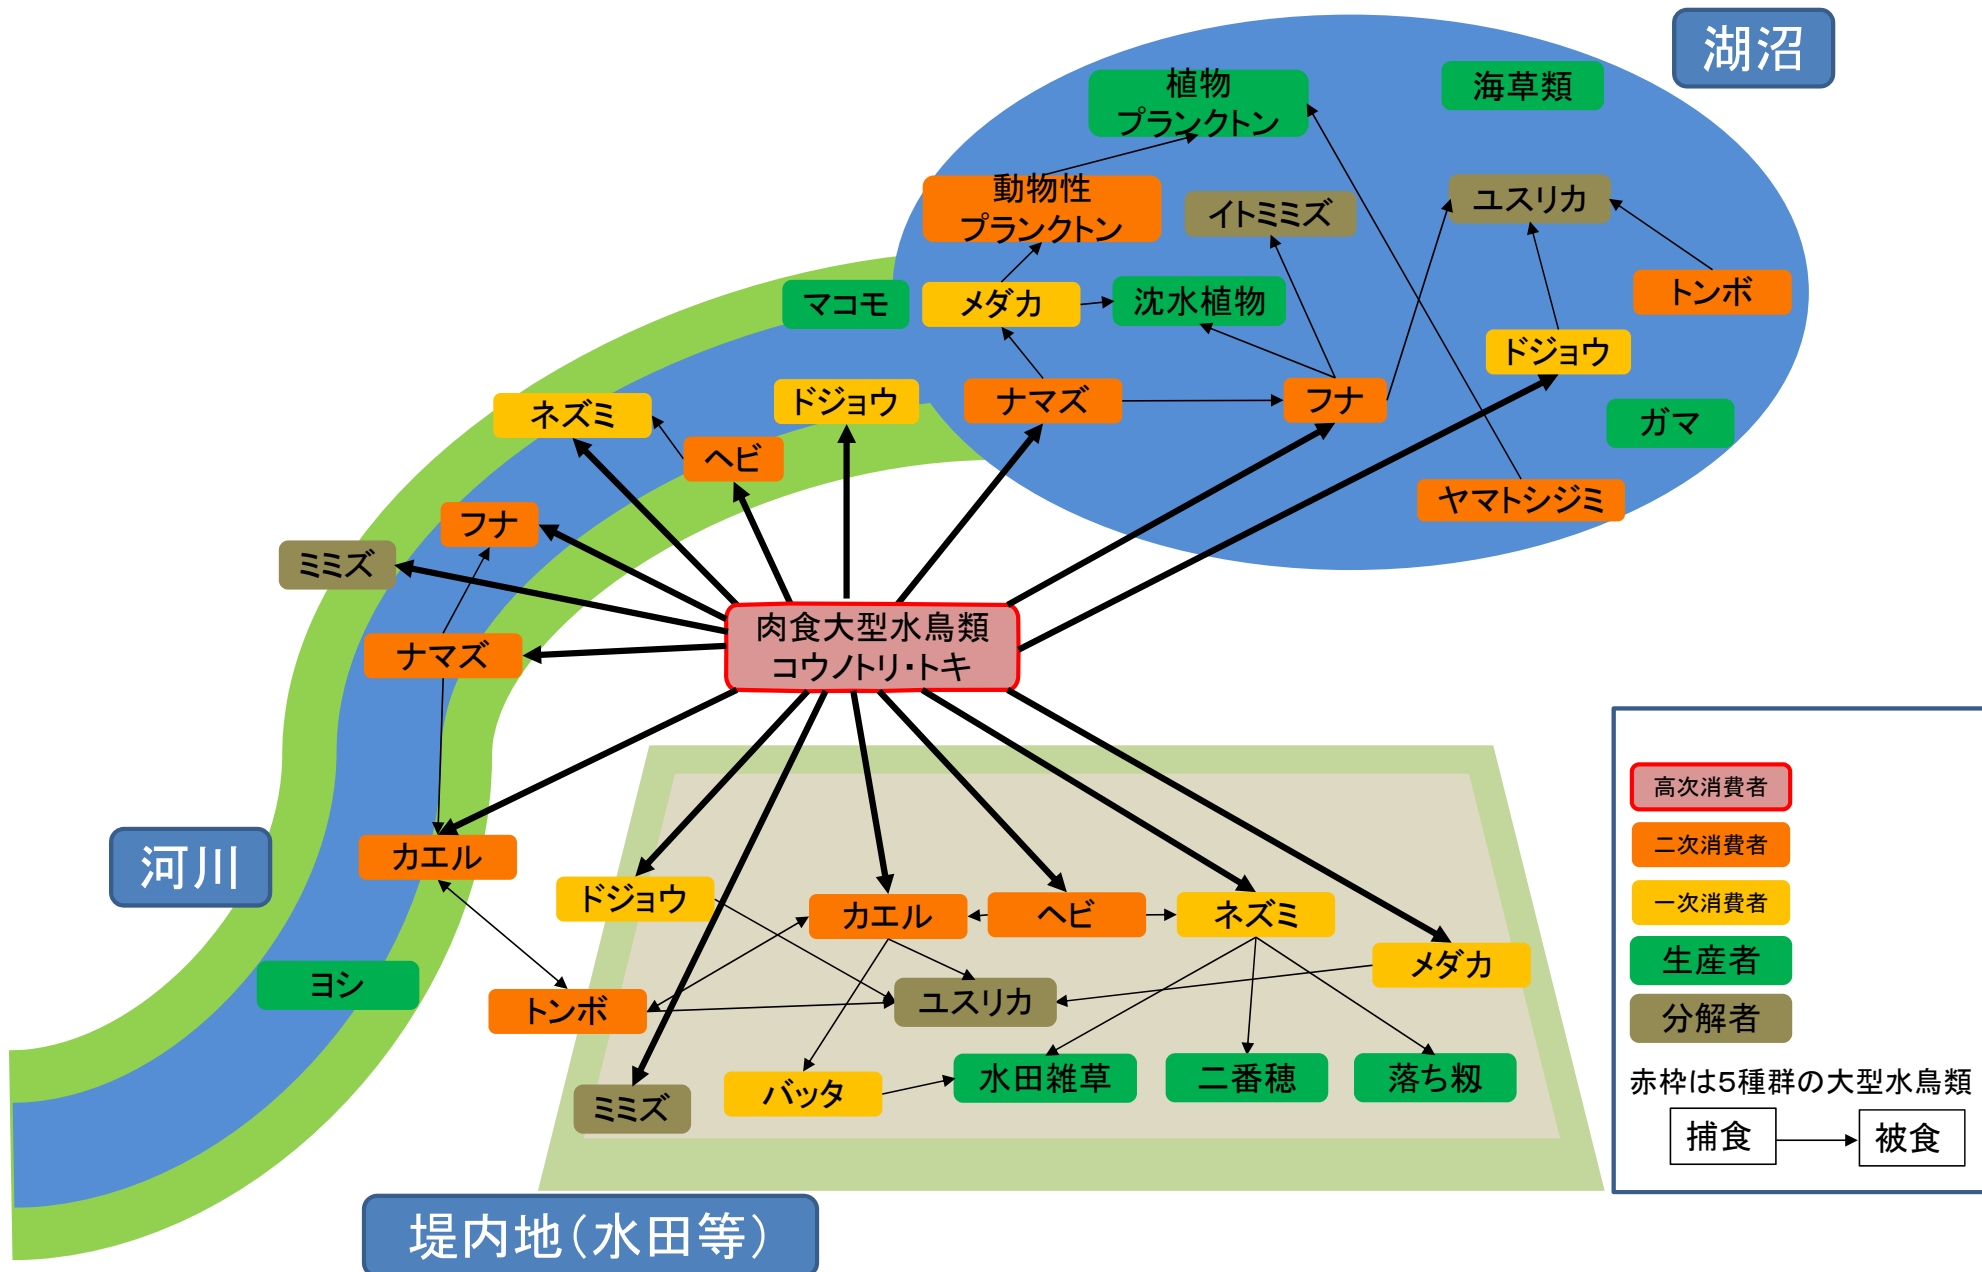 湖沼
植物
プランクトン
海草類
動物性
プランクトン
イトミミズ
ユスリカ
トンボ
マコモ
メダカ
沈水植物
ドジョウ
ネズミ
ドジョウ
ナマズ
フナ
ガマ
ヘビ
ヤマトシジミ
フナ
ミミズ
ナマズ
肉食大型水鳥類
コウノトリ・トキ
河川
カエル
ドジョウ
カエル
ヘビ
ネズミ
メダカ
ヨシ
トンボ
ユスリカ
ミミズ
バッタ
水田雑草
二番穂
落ち籾
堤内地(水田等)
高次消費者
二次消費者
一次消費者
生産者
分解者
赤枠は5種群の大型水鳥類
捕食
被食